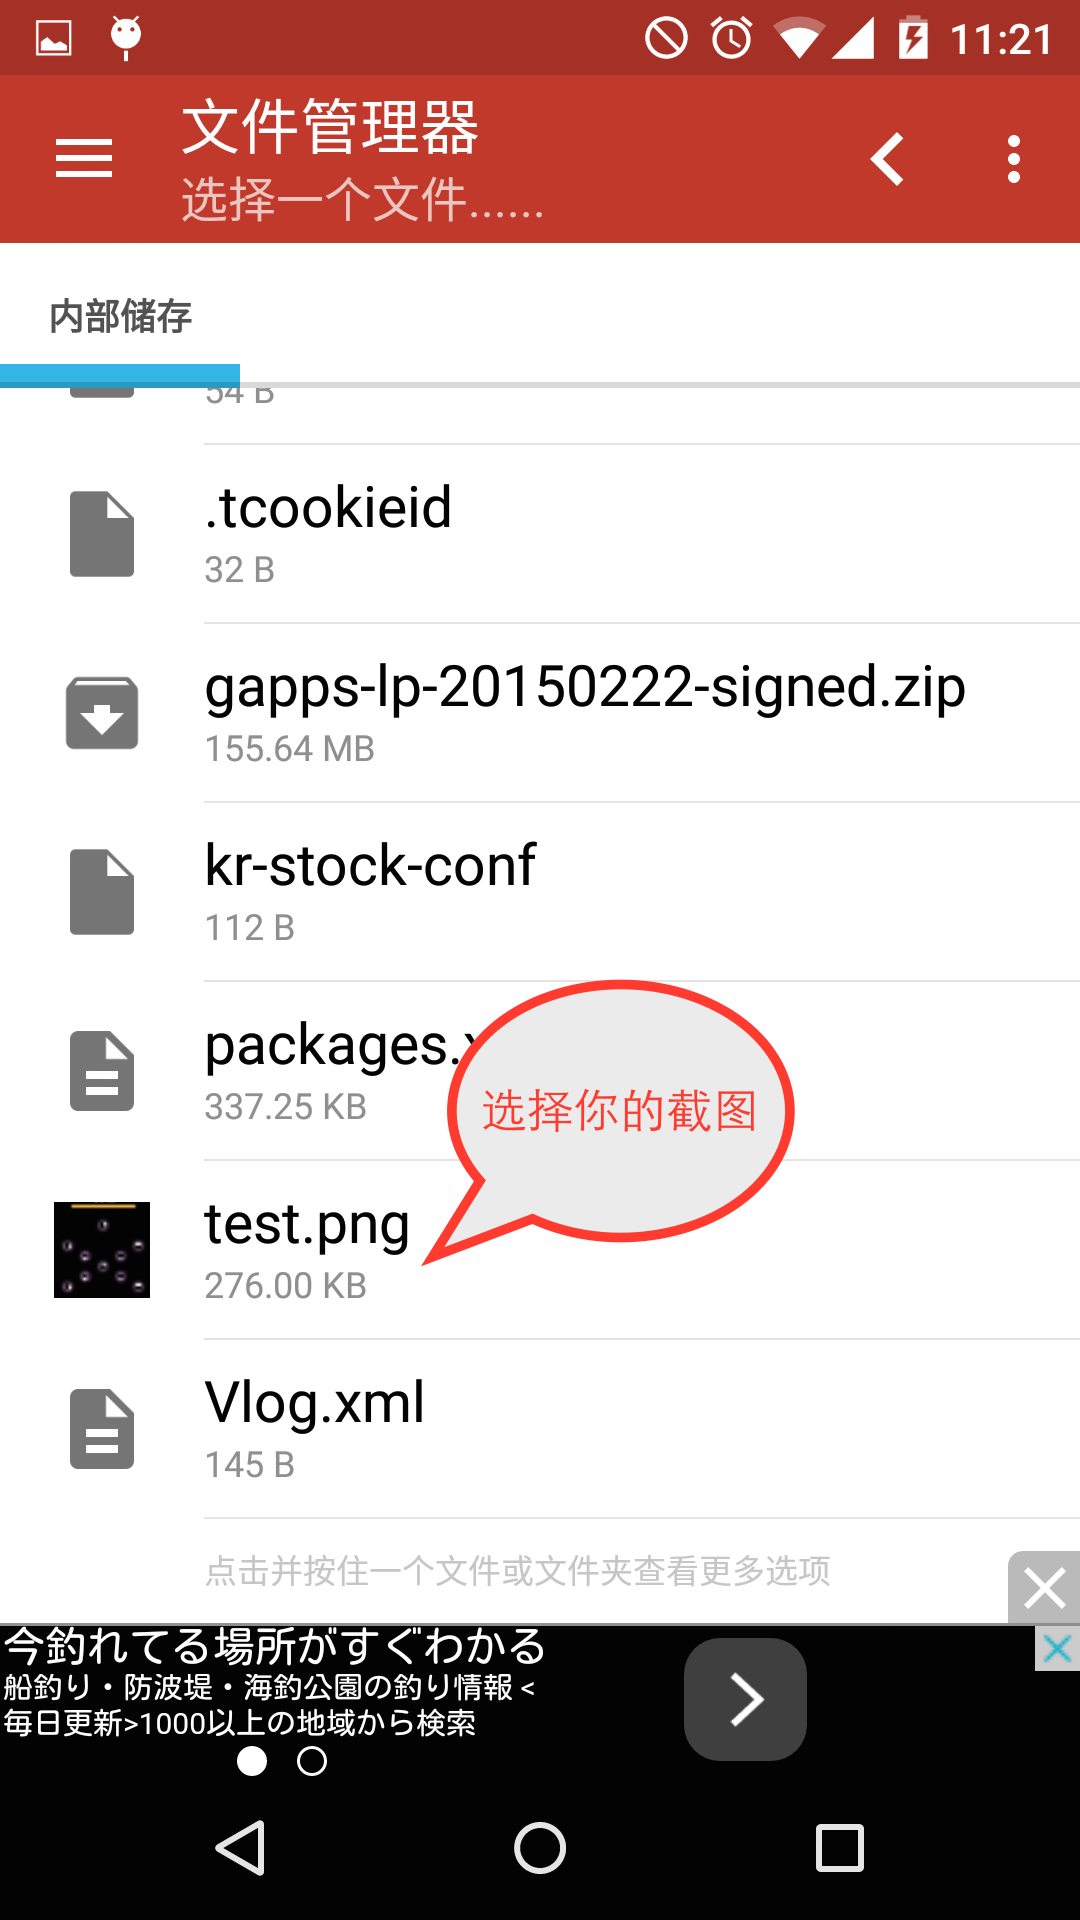 11:21
文件管理器
选择一个文件......
内部储存
54 B
.tcookieid
32 B
gapps-lp-20150222-signed.zip
155.64 MB
kr-stock-conf
112 B
packages.x
337.25 KB
选择你的截图
test.png
276.00 KB
Vlog.xml
145 B
点击并按住一个文件或文件夹查看更多选项
今釣れてる場所がすぐわかる
船釣り・防波堤・海釣公園の釣り情報 <
毎日更新>1000以上の地域から検索